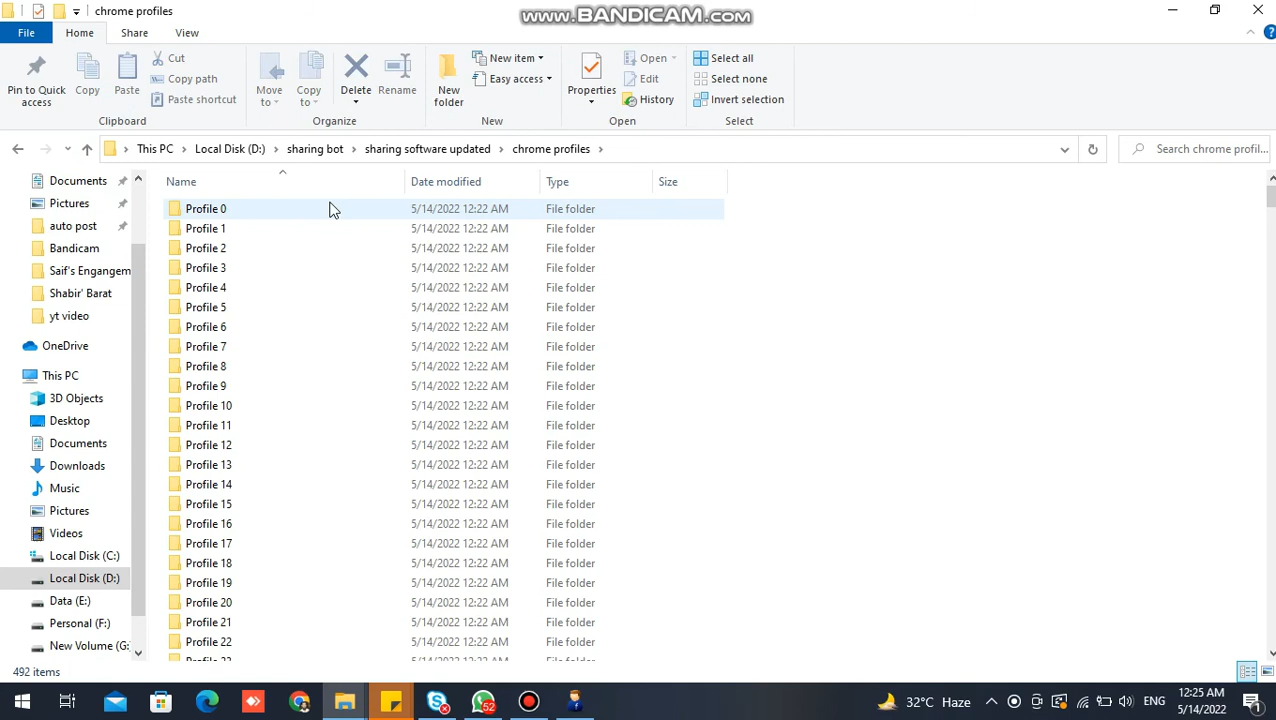 chrome profiles
www.BANDICAM.com
File Home Share View
Pin to Quick access
Copy
Paste
Cut
Copy path
Paste shortcut
Clipboard
Move to
Copy to
Delete
Rename
Organize
New folder
New item
Easy access
New
Properties
Open
Edit
History
Open
Select all
Select none
Invert selection
Select
This PC Local Disk (D:) sharing bot sharing software updated chrome profiles
Search chrome profil...
Documents
Pictures
auto post
Bandicam
Saif's Engangem
Shabir' Barat
yt video
OneDrive
This PC
3D Objects
Desktop
Documents
Downloads
Music
Pictures
Videos
Local Disk (C:)
Local Disk (D:)
Data (E:)
Personal (F:)
New Volume (G:
Name Date modified Type Size
Profile 0 5/14/2022 12:22 AM File folder
Profile 1 5/14/2022 12:22 AM File folder
Profile 2 5/14/2022 12:22 AM File folder
Profile 3 5/14/2022 12:22 AM File folder
Profile 4 5/14/2022 12:22 AM File folder
Profile 5 5/14/2022 12:22 AM File folder
Profile 6 5/14/2022 12:22 AM File folder
Profile 7 5/14/2022 12:22 AM File folder
Profile 8 5/14/2022 12:22 AM File folder
Profile 9 5/14/2022 12:22 AM File folder
Profile 10 5/14/2022 12:22 AM File folder
Profile 11 5/14/2022 12:22 AM File folder
Profile 12 5/14/2022 12:22 AM File folder
Profile 13 5/14/2022 12:22 AM File folder
Profile 14 5/14/2022 12:22 AM File folder
Profile 15 5/14/2022 12:22 AM File folder
Profile 16 5/14/2022 12:22 AM File folder
Profile 17 5/14/2022 12:22 AM File folder
Profile 18 5/14/2022 12:22 AM File folder
Profile 19 5/14/2022 12:22 AM File folder
Profile 20 5/14/2022 12:22 AM File folder
Profile 21 5/14/2022 12:22 AM File folder
Profile 22 5/14/2022 12:22 AM File folder
492 items
52
32°C Haze
ENG
12:25 AM
5/14/2022
1